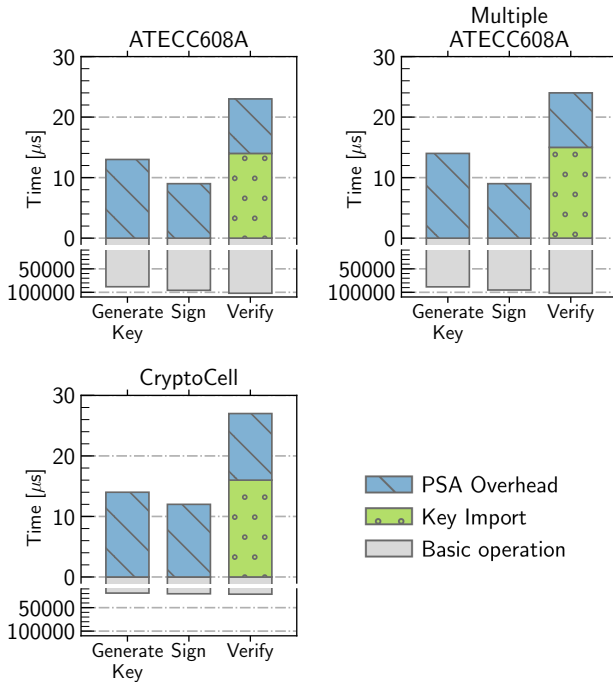 ATECC608A
Time [μs]
30
20
10
0
50000
100000
Generate Key
Sign
Verify
Multiple
ATECC608A
Time [μs]
30
20
10
0
50000
100000
Generate Key
Sign
Verify
CryptoCell
Time [μs]
30
20
10
0
50000
100000
Generate Key
Sign
Verify
PSA Overhead
Key Import
Basic operation